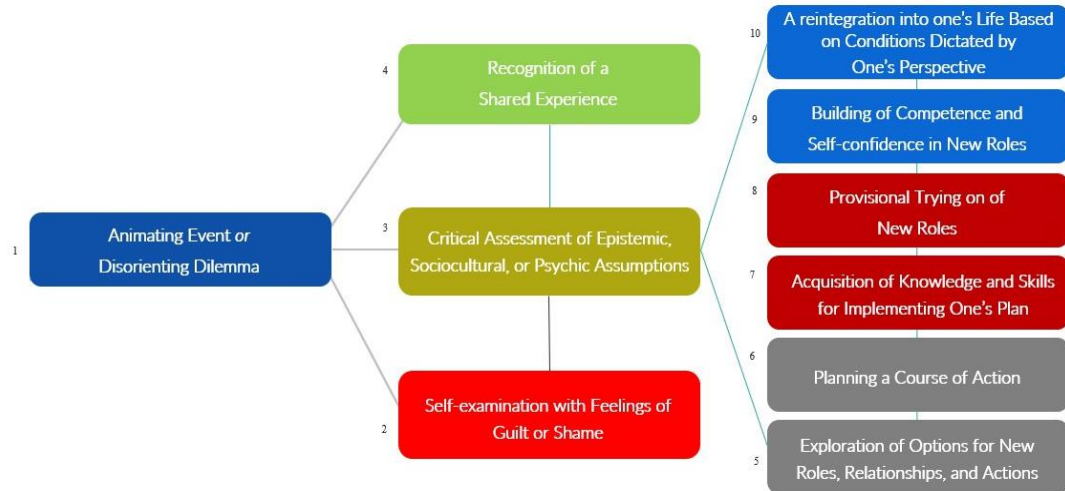 1
Animating Event or
Disorienting Dilemma
4
Recognition of a
Shared Experience
3
Critical Assessment of Epistemic,
Sociocultural, or Psychic Assumptions
2
Self-examination with Feelings of
Guilt or Shame
10
A reintegration into one's Life Based
on Conditions Dictated by
One's Perspective
9
Building of Competence and
Self-confidence in New Roles
8
Provisional Trying on of
New Roles
7
Acquisition of Knowledge and Skills
for Implementing One's Plan
6
Planning a Course of Action
5
Exploration of Options for New
Roles, Relationships, and Actions